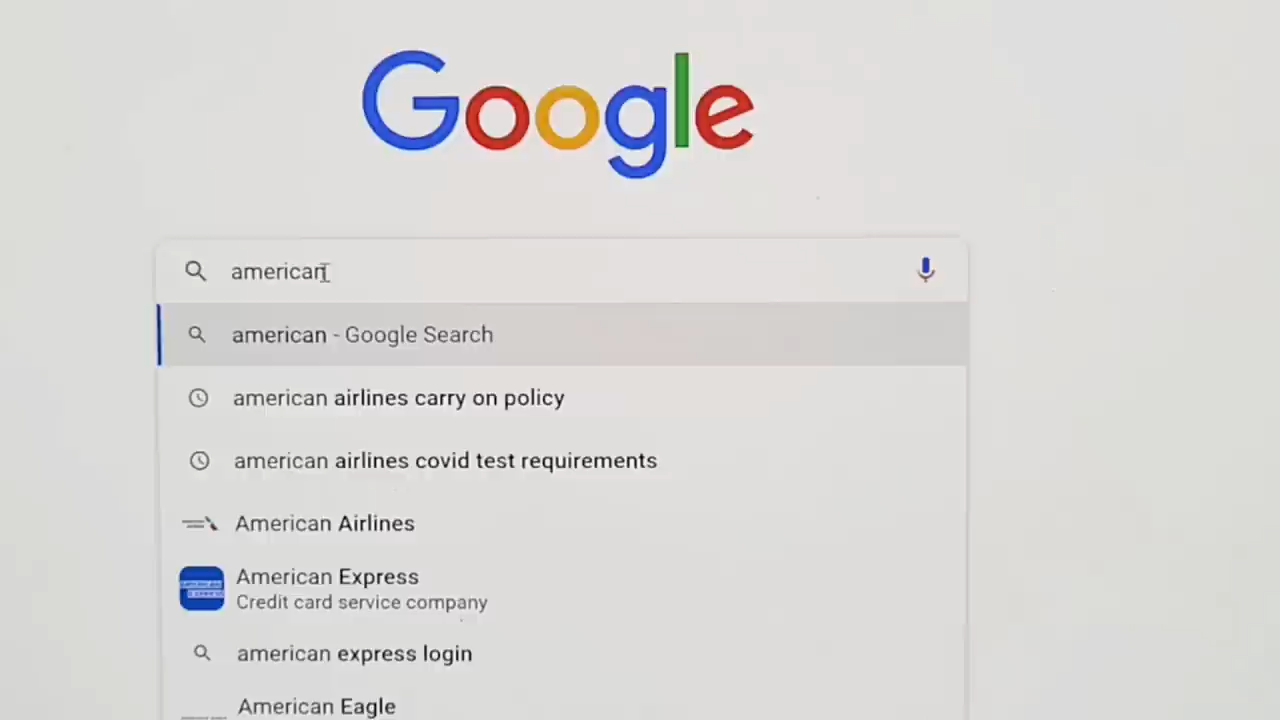 Google
american
american - Google Search
american airlines carry on policy
american airlines covid test requirements
American Airlines
American Express
Credit card service company
american express login
American Eagle